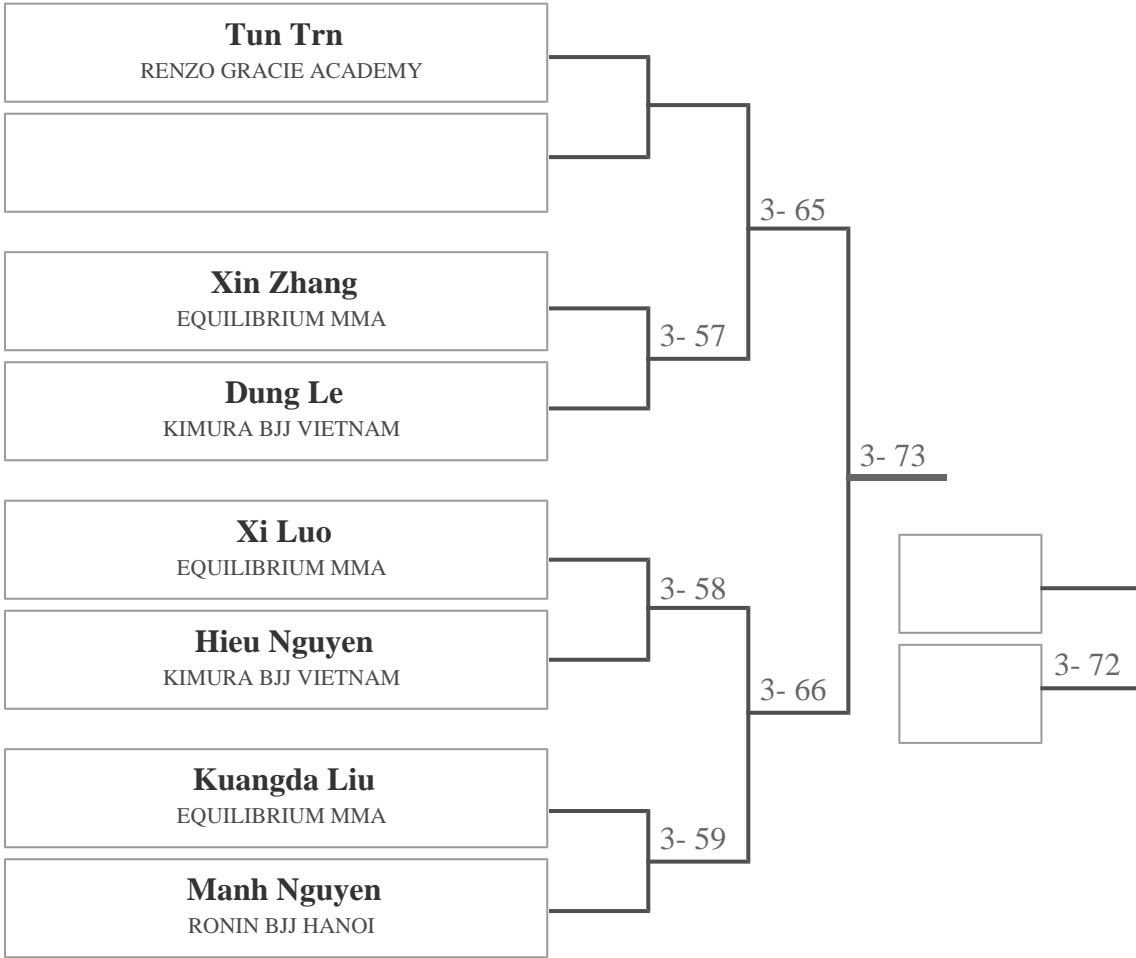 Tun Trn
RENZO GRACIE ACADEMY
3- 65
Xin Zhang
EQUILIBRIUM MMA
3- 57
Dung Le
KIMURA BJJ VIETNAM
3- 73
Xi Luo
EQUILIBRIUM MMA
3- 58
Hieu Nguyen
KIMURA BJJ VIETNAM
3- 72
3- 66
Kuangda Liu
EQUILIBRIUM MMA
3- 59
Manh Nguyen
RONIN BJJ HANOI